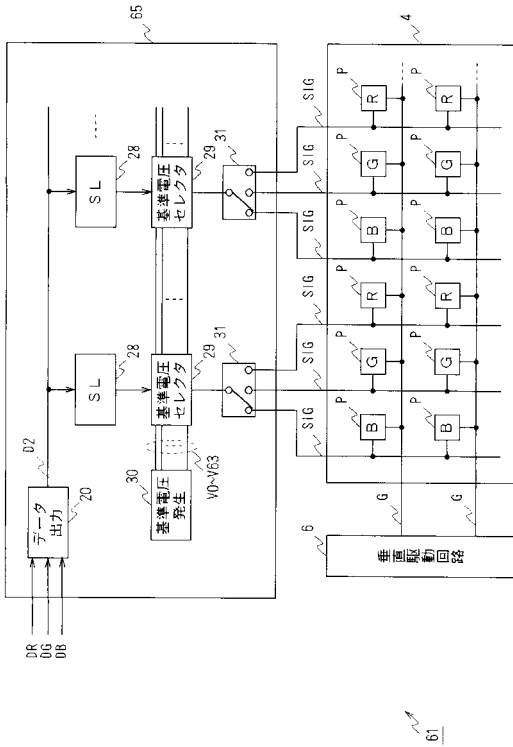 65
D2
データ
出力
20
DR
DG
DB
SL
28
SL
28
....
30
基準電圧
発生
V0~V63
基準電圧
セレクタ
29
基準電圧
セレクタ
29
31
31
SIG
SIG
SIG
SIG
SIG
SIG
4
6
垂直駆動回路
G
G
P
B
P
G
P
R
P
B
P
G
P
R
P
B
P
G
P
R
P
B
P
G
P
R
61